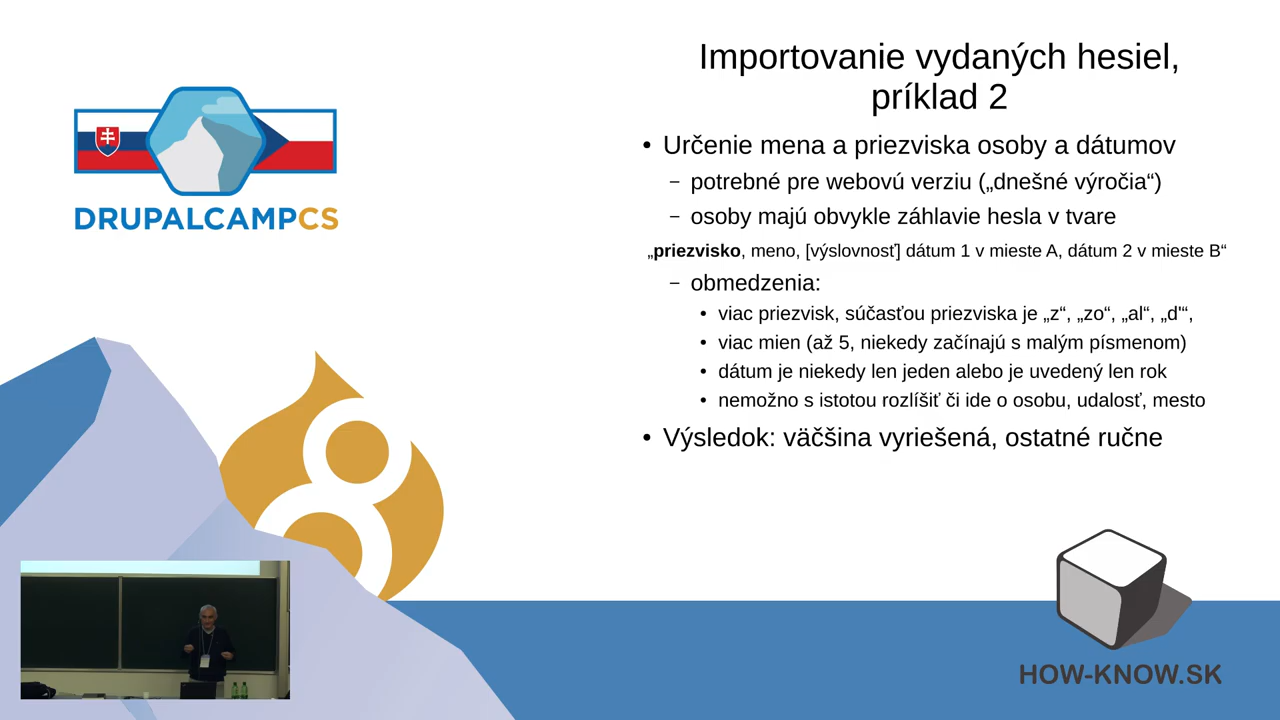 Importovanie vydaných hesiel,
príklad 2
DRUPALCAMPCS
• Určenie mena a priezviska osoby a dátumov
– potrebné pre webovú verziu („dnešné výročia“)
– osoby majú obvykle záhlavie hesla v tvare
„priezvisko, meno, [výslovnosť] dátum 1 v mieste A, dátum 2 v mieste B“
– obmedzenia:
• viac priezvisk, súčasťou priezviska je „z“, „zo“, „al“, „d'“,
• viac mien (až 5, niekedy začínajú s malým písmenom)
• dátum je niekedy len jeden alebo je uvedený len rok
• nemožno s istotou rozlíšiť či ide o osobu, udalosť, mesto
• Výsledok: väčšina vyriešená, ostatné ručne
HOW-KNOW.SK